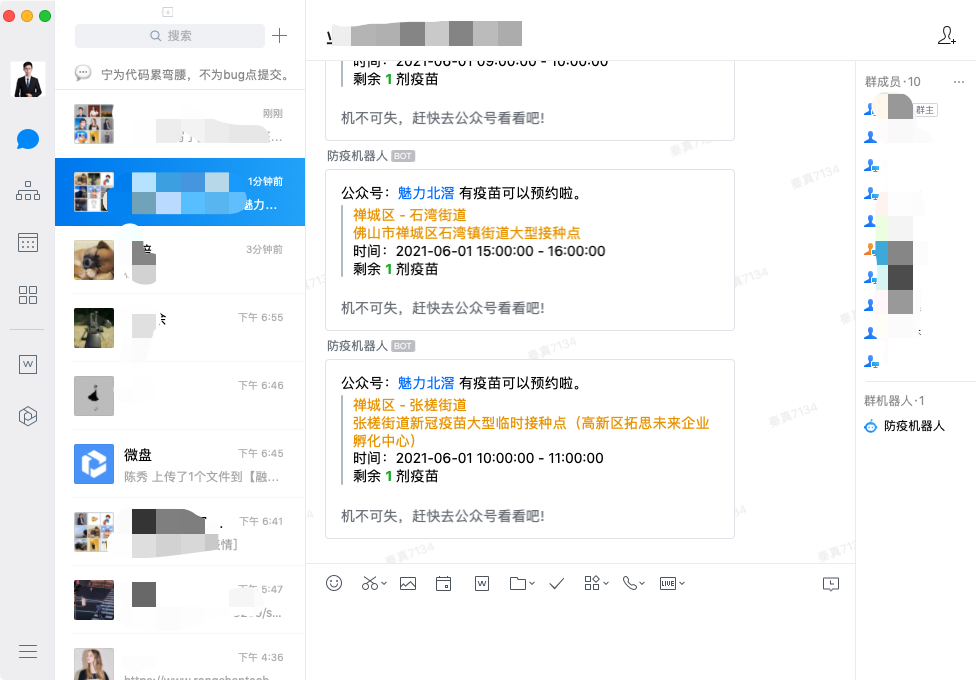 搜索
宁为代码累弯腰，不为bug点提交。
刚刚
1分钟前
魅力…
3分钟前
下午 6:55
下午 6:46
微盘
下午 6:45
陈秀 上传了1个文件到【融…
下午 6:41
表情]
下午 5:47
下午 4:36
时间：2021-06-01 09:00:00 - 10:00:00
剩余 1 剂疫苗
机不可失，赶快去公众号看看吧!
防疫机器人 BOT
公众号：魅力北滘 有疫苗可以预约啦。
禅城区 - 石湾街道
佛山市禅城区石湾镇街道大型接种点
时间：2021-06-01 15:00:00 - 16:00:00
剩余 1 剂疫苗
机不可失，赶快去公众号看看吧!
防疫机器人 BOT
公众号：魅力北滘 有疫苗可以预约啦。
禅城区 - 张槎街道
张槎街道新冠疫苗大型临时接种点（高新区拓思未来企业
孵化中心）
时间：2021-06-01 10:00:00 - 11:00:00
剩余 1 剂疫苗
机不可失，赶快去公众号看看吧!
W
W
LIVE
群成员·10
群主
群机器人·1
防疫机器人
秦真7134